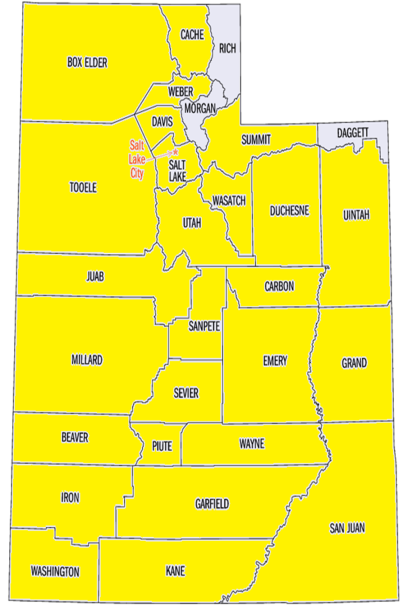 CACHE
RICH
BOX ELDER
WEBER
MORGAN
DAVIS
SUMMIT
DAGGETT
Salt
Lake
City
SALT
LAKE
TOOELE
WASATCH
DUCHESNE
UINTAH
UTAH
JUAB
CARBON
SANPETE
MILLARD
EMERY
GRAND
SEVIER
BEAVER
PIUTE
WAYNE
IRON
GARFIELD
SAN JUAN
WASHINGTON
KANE